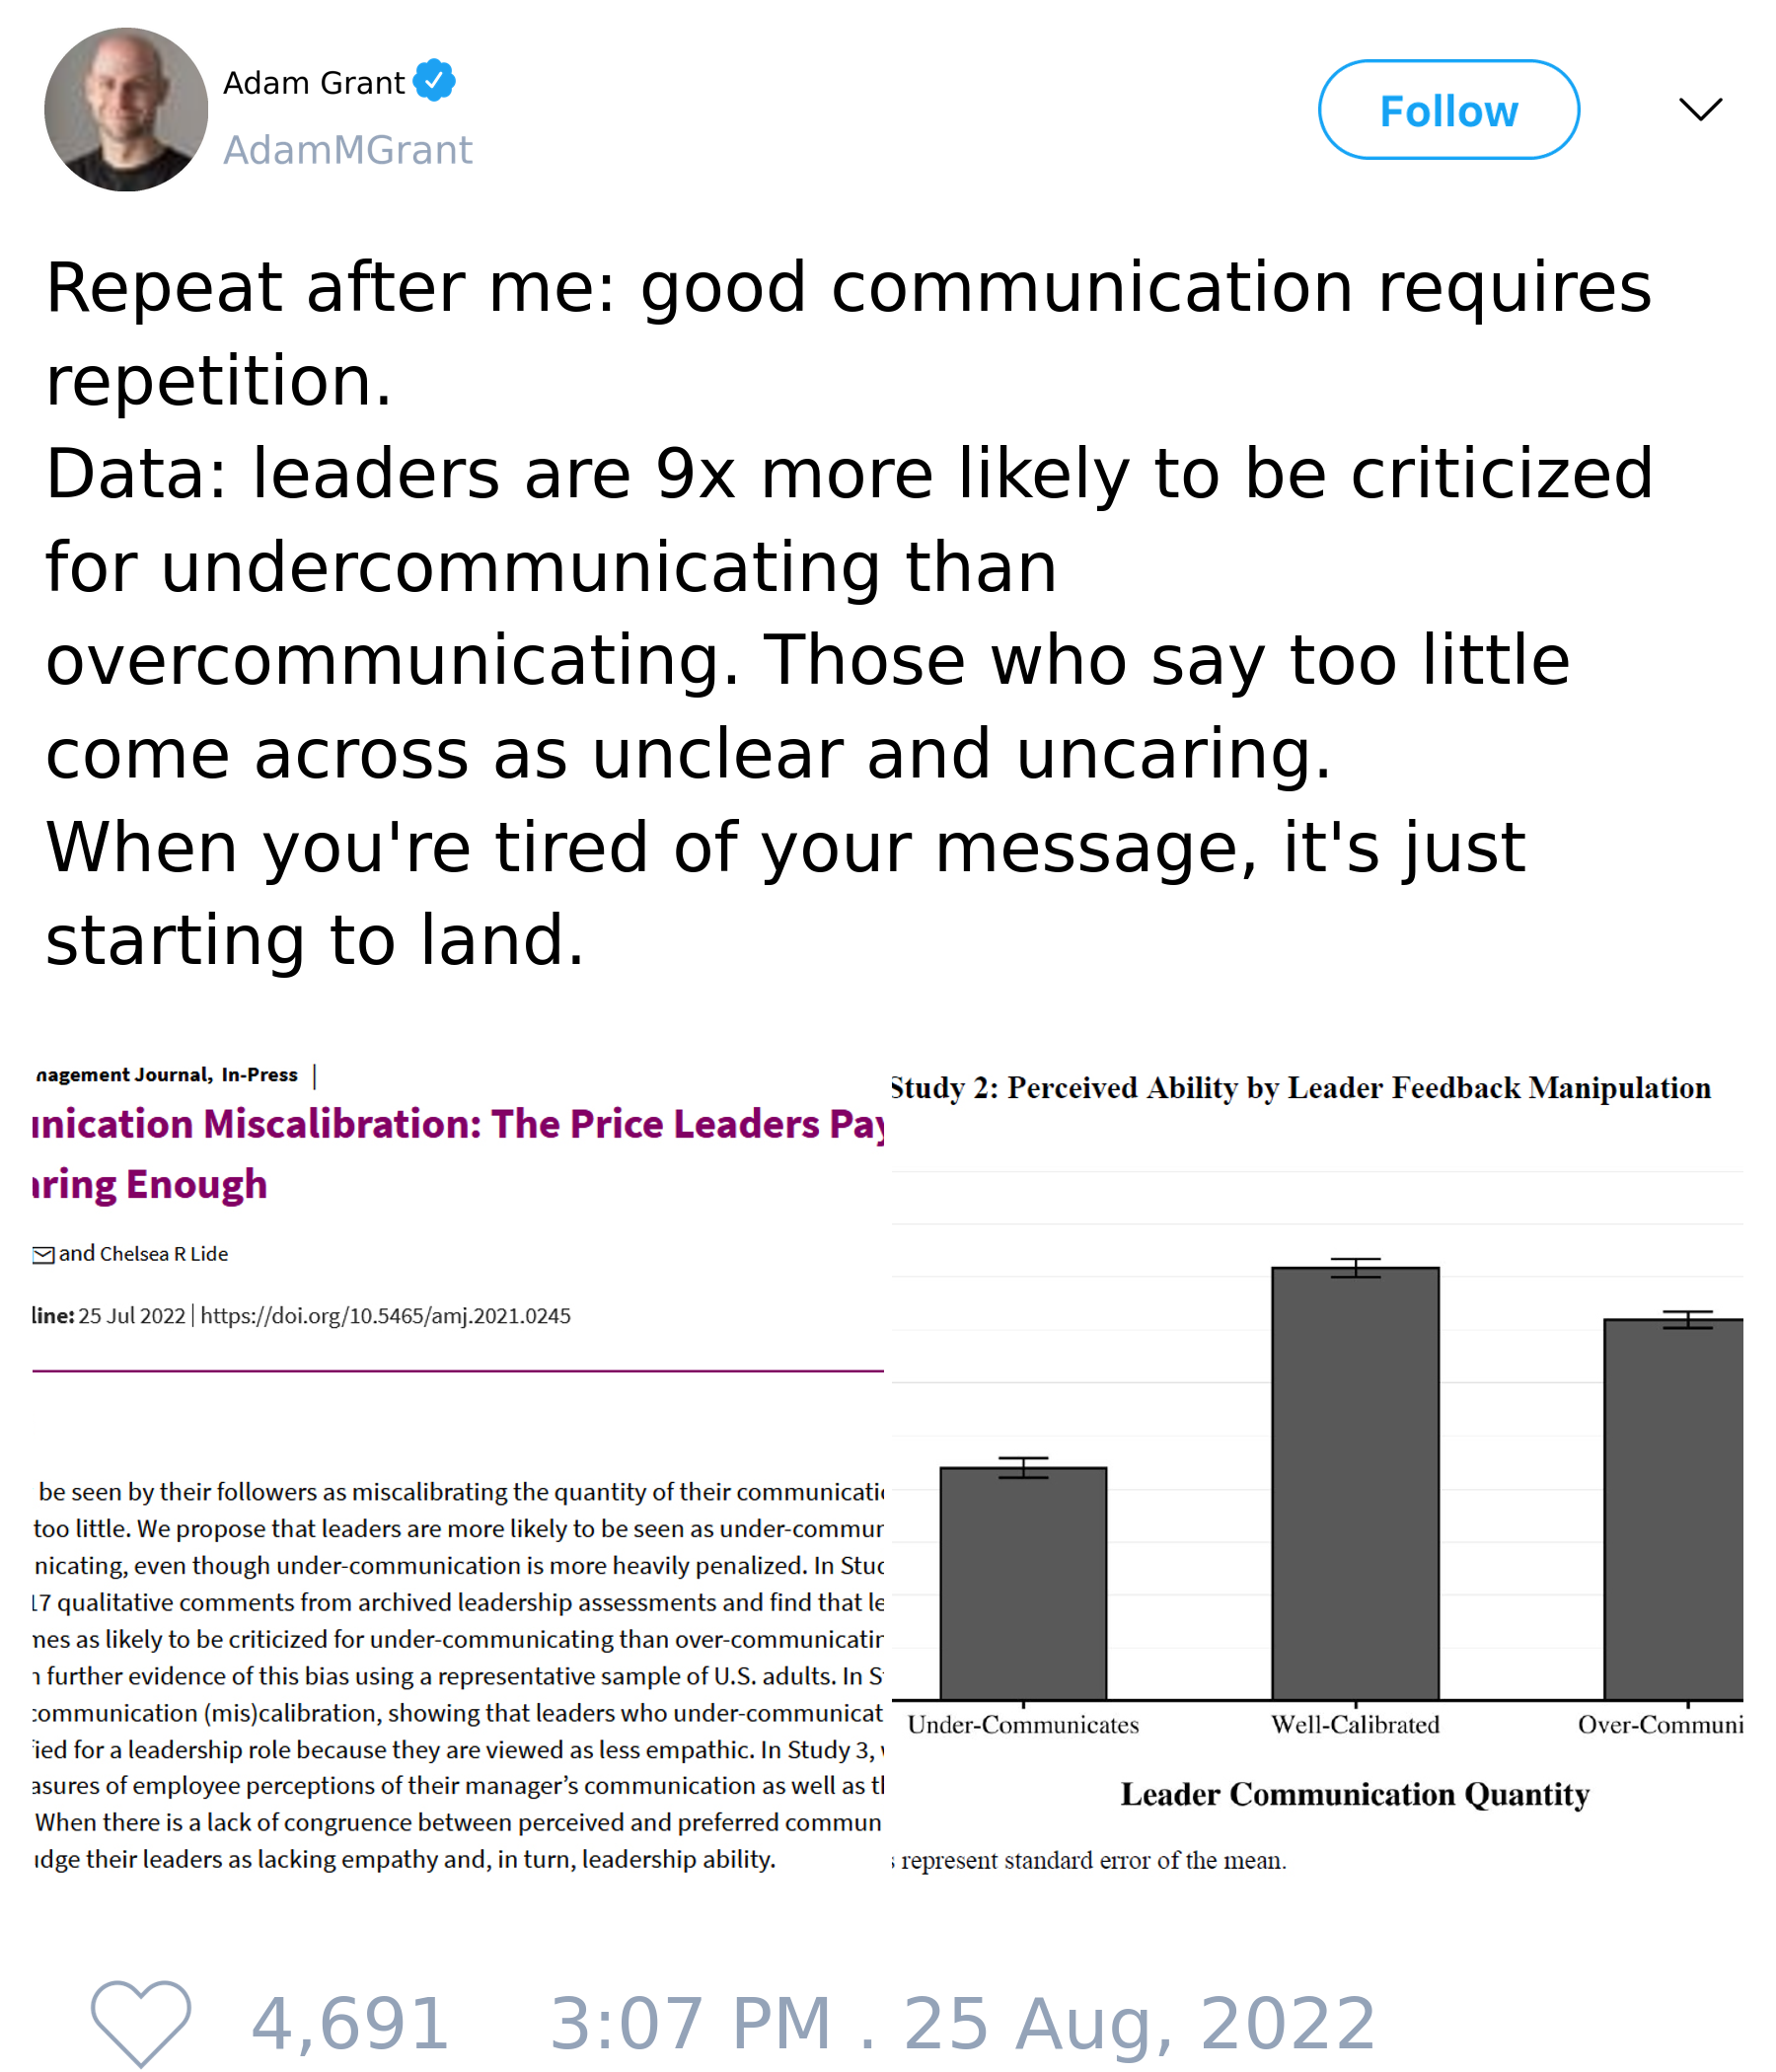 Adam Grant
AdamMGrant
Follow
Repeat after me: good communication requires
repetition.
Data: leaders are 9x more likely to be criticized
for undercommunicating than
overcommunicating. Those who say too little
come across as unclear and uncaring.
When you're tired of your message, it's just
starting to land.
nagement Journal, In-Press |
unication Miscalibration: The Price Leaders Pay
aring Enough
and Chelsea R Lide
line: 25 Jul 2022 | https://doi.org/10.5465/amj.2021.0245
be seen by their followers as miscalibrating the quantity of their communicati
too little. We propose that leaders are more likely to be seen as under-commun
nicating, even though under-communication is more heavily penalized. In Stud
17 qualitative comments from archived leadership assessments and find that le
mes as likely to be criticized for under-communicating than over-communicatin
n further evidence of this bias using a representative sample of U.S. adults. In S
communication (mis)calibration, showing that leaders who under-communicat
fied for a leadership role because they are viewed as less empathic. In Study 3,
asures of employee perceptions of their manager's communication as well as th
When there is a lack of congruence between perceived and preferred commun
udge their leaders as lacking empathy and, in turn, leadership ability.
Study 2: Perceived Ability by Leader Feedback Manipulation
Under-Communicates Well-Calibrated Over-Communi
Leader Communication Quantity
s represent standard error of the mean.
4,691 3:07 PM . 25 Aug, 2022